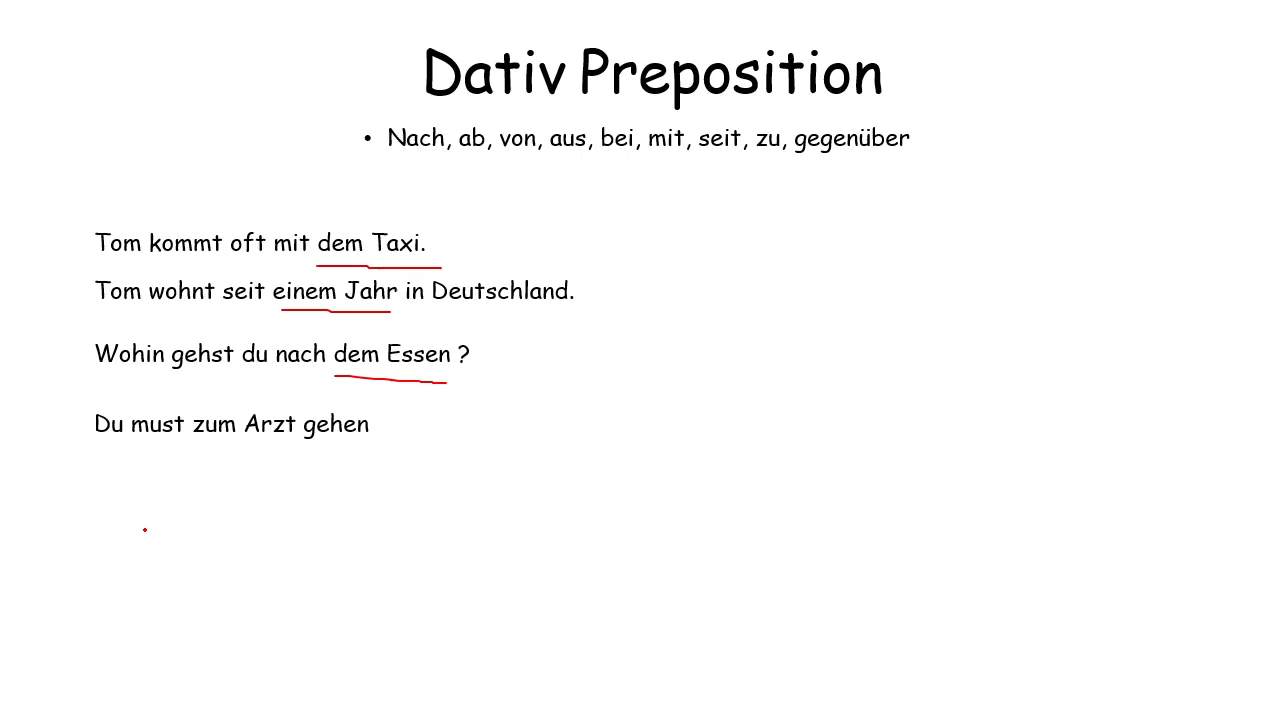 Dativ Preposition
• Nach, ab, von, aus, bei, mit, seit, zu, gegenüber
Tom kommt oft mit dem Taxi.
Tom wohnt seit einem Jahr in Deutschland.
Wohin gehst du nach dem Essen ?
Du must zum Arzt gehen